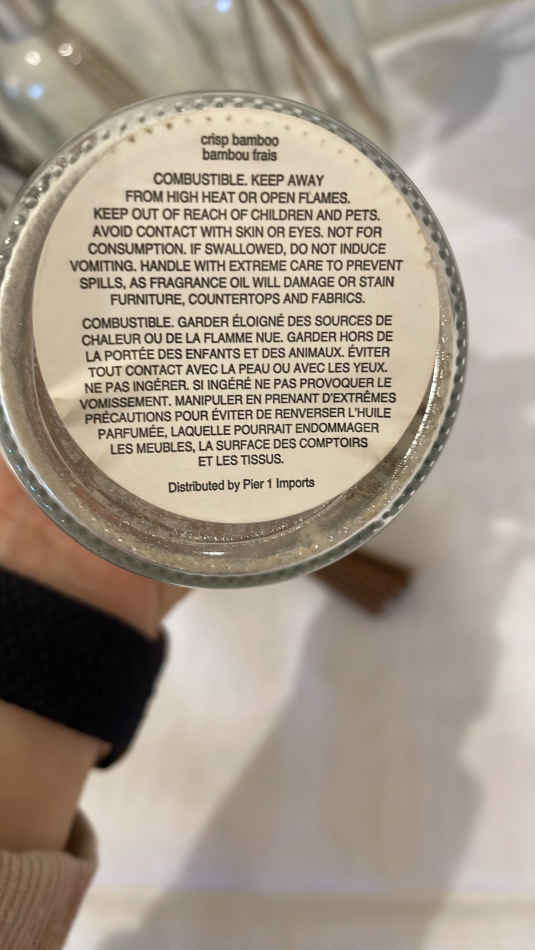 crisp bamboo
bambou frais
COMBUSTIBLE. KEEP AWAY
FROM HIGH HEAT OR OPEN FLAMES.
KEEP OUT OF REACH OF CHILDREN AND PETS.
AVOID CONTACT WITH SKIN OR EYES. NOT FOR
CONSUMPTION. IF SWALLOWED, DO NOT INDUCE
VOMITING. HANDLE WITH EXTREME CARE TO PREVENT
SPILLS, AS FRAGRANCE OIL WILL DAMAGE OR STAIN
FURNITURE, COUNTERTOPS AND FABRICS.
COMBUSTIBLE. GARDER ÉLOIGNÉ DES SOURCES DE
CHALEUR OU DE LA FLAMME NUE. GARDER HORS DE
LA PORTÉE DES ENFANTS ET DES ANIMAUX. ÉVITER
TOUT CONTACT AVEC LA PEAU OU AVEC LES YEUX.
NE PAS INGÉRER. SI INGÉRÉ NE PAS PROVOQUER LE
VOMISSEMENT. MANIPULER EN PRENANT D'EXTRÊMES
PRÉCAUTIONS POUR ÉVITER DE RENVERSER L'HUILE
PARFUMÉE, LAQUELLE POURRAIT ENDOMMAGER
LES MEUBLES, LA SURFACE DES COMPTOIRS
ET LES TISSUS.
Distributed by Pier 1 Imports